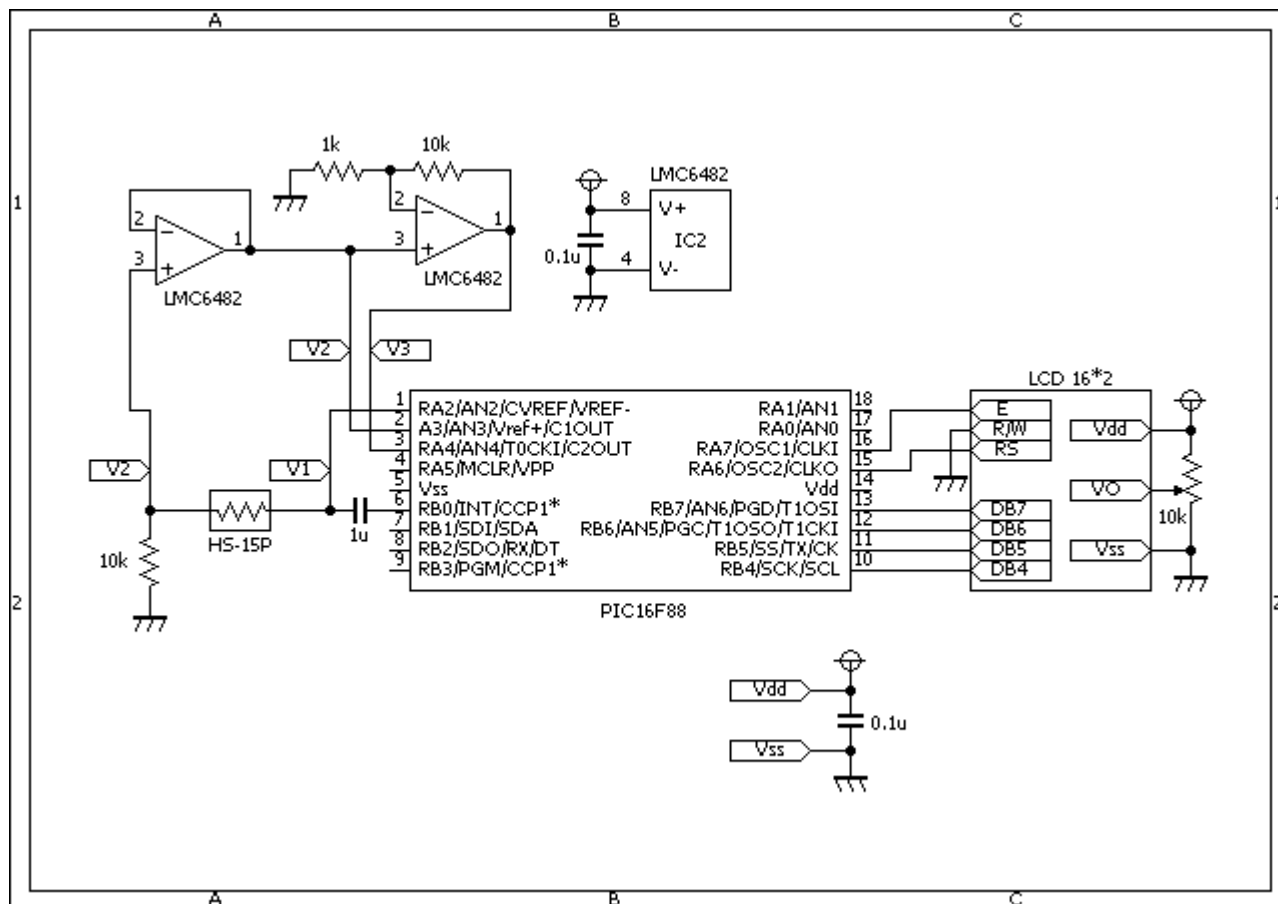 A B C
1k 10k
LMC6482
1 1
2 − 1 2 − 1 8 V+
3 + 3 + 0.1u IC2
4 V-
LMC6482 LMC6482
V2 V3
LCD 16*2
1 RA2/AN2/CVREF/VREF- RA1/AN1 18 E
2 A3/AN3/Vref+/C1OUT RA0/AN0 17 R/W Vdd
3 RA4/AN4/T0CKI/C2OUT RA7/OSC1/CLKI 16 RS
V2 V1 4 RA5/MCLR/VPP RA6/OSC2/CLKO 15
5 Vss Vdd 14 VO
6 RB0/INT/CCP1* RB7/AN6/PGD/T1OSI 13 DB7 10k
7 RB1/SDI/SDA RB6/AN5/PGC/T1OSO/T1CKI 12 DB6
1u
HS-15P
10k 8 RB2/SDO/RX/DT RB5/SS/TX/CK 11 DB5 Vss
9 RB3/PGM/CCP1* RB4/SCK/SCL 10 DB4
2 PIC16F88 2
Vdd
0.1u
Vss
A B C